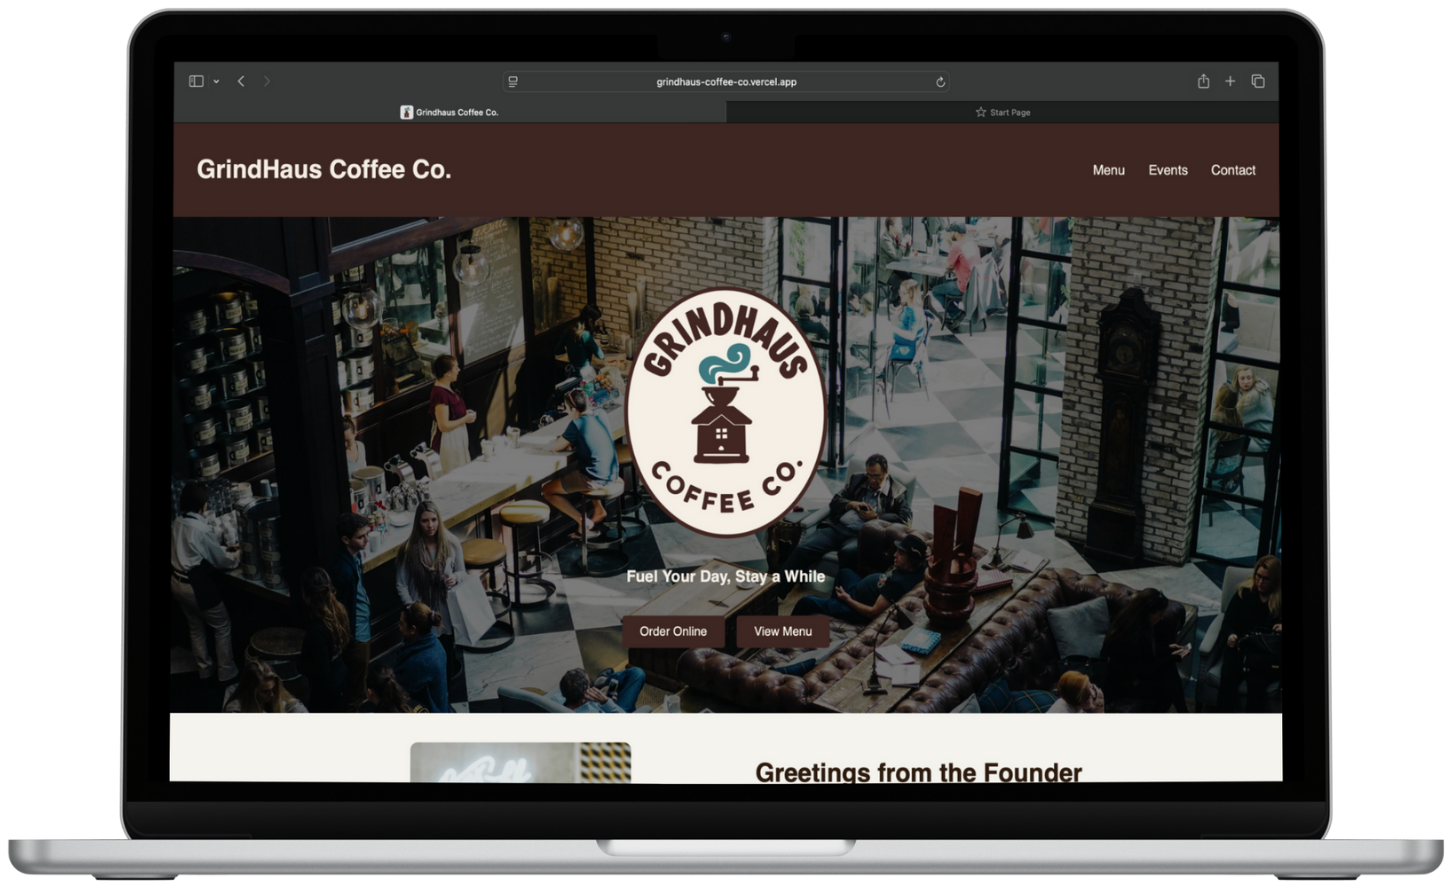 grindhaus-coffee-co.vercel.app
Grindhaus Coffee Co.
Start Page
GrindHaus Coffee Co.
Menu
Events
Contact
GRINDHAUS
COFFEE CO.
Fuel Your Day, Stay a While
Order Online
View Menu
Greetings from the Founder